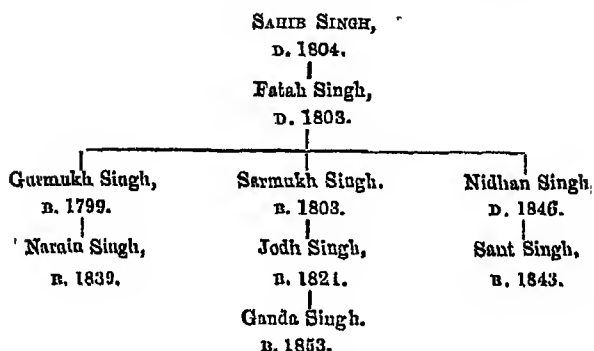 SAHIB SINGH,
D. 1804.
Fatah Singh,
D. 1803.
Gurmukh Singh, Sarmukh Singh. Nidhan Singh,
B. 1799. B. 1803. D. 1846.
Narain Singh, Jodh Singh, Sant Singh,
B. 1839. B. 1821. B. 1843.
Ganda Singh.
B. 1853.